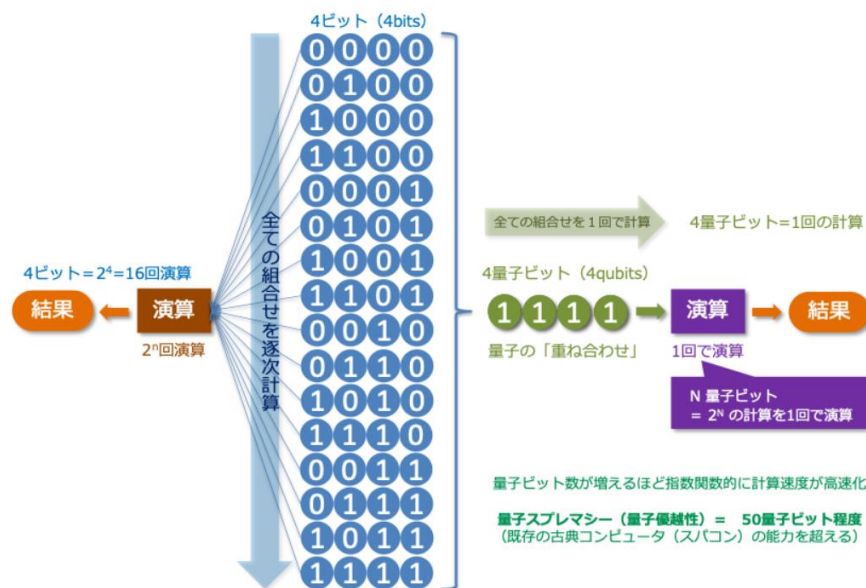 4ビット（4bits）
0000
0100
1000
1100
0001
0101
1001
1101
0010
0110
1010
1110
0011
0111
1011
1111
全ての組合せを逐次計算
4ビット＝2⁴＝16回演算
結果
演算
2ⁿ回演算
全ての組合せを１回で計算
4量子ビット＝1回の計算
4量子ビット（4qubits）
1111
演算
結果
量子の「重ね合わせ」
1回で演算
N 量子ビット
= 2ᴺ の計算を1回で演算
量子ビット数が増えるほど指数関数的に計算速度が高速化
量子スプレマシー（量子優越性）＝　50量子ビット程度
（既存の古典コンピュータ（スパコン）の能力を超える）